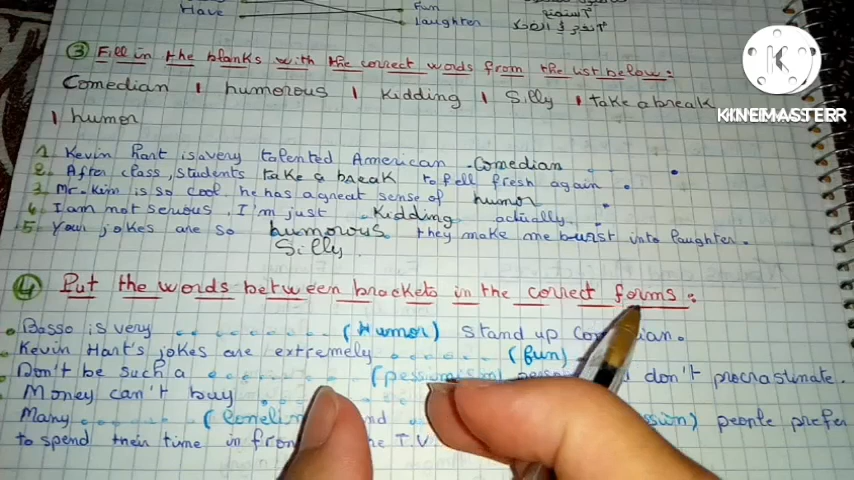 Have
Fun
laughter
K
KINEMASTER
③ Fill in the blanks with the correct words from the list below:
Comedian | humorous | Kidding | Silly | take a break
| humor
1 Kevin Hart is a very talented American .Comedian
2. After class, students take a break to fell fresh again .
3 Mr. Kim is so cool. he has a great sense of humor .
4 I am not serious. I'm just Kidding actually.
5. Your jokes are so humorous they make me burst into laughter.
Silly
④ Put the words between brackets in the correct forms:
Basso is very ........ (Humor) stand up
Kevin Hart's jokes are extremely ...... (fun)
Don't be such a ........ don't procrastinate.
Money can't buy
Many ...... people prefer
to spend their time in the T.V